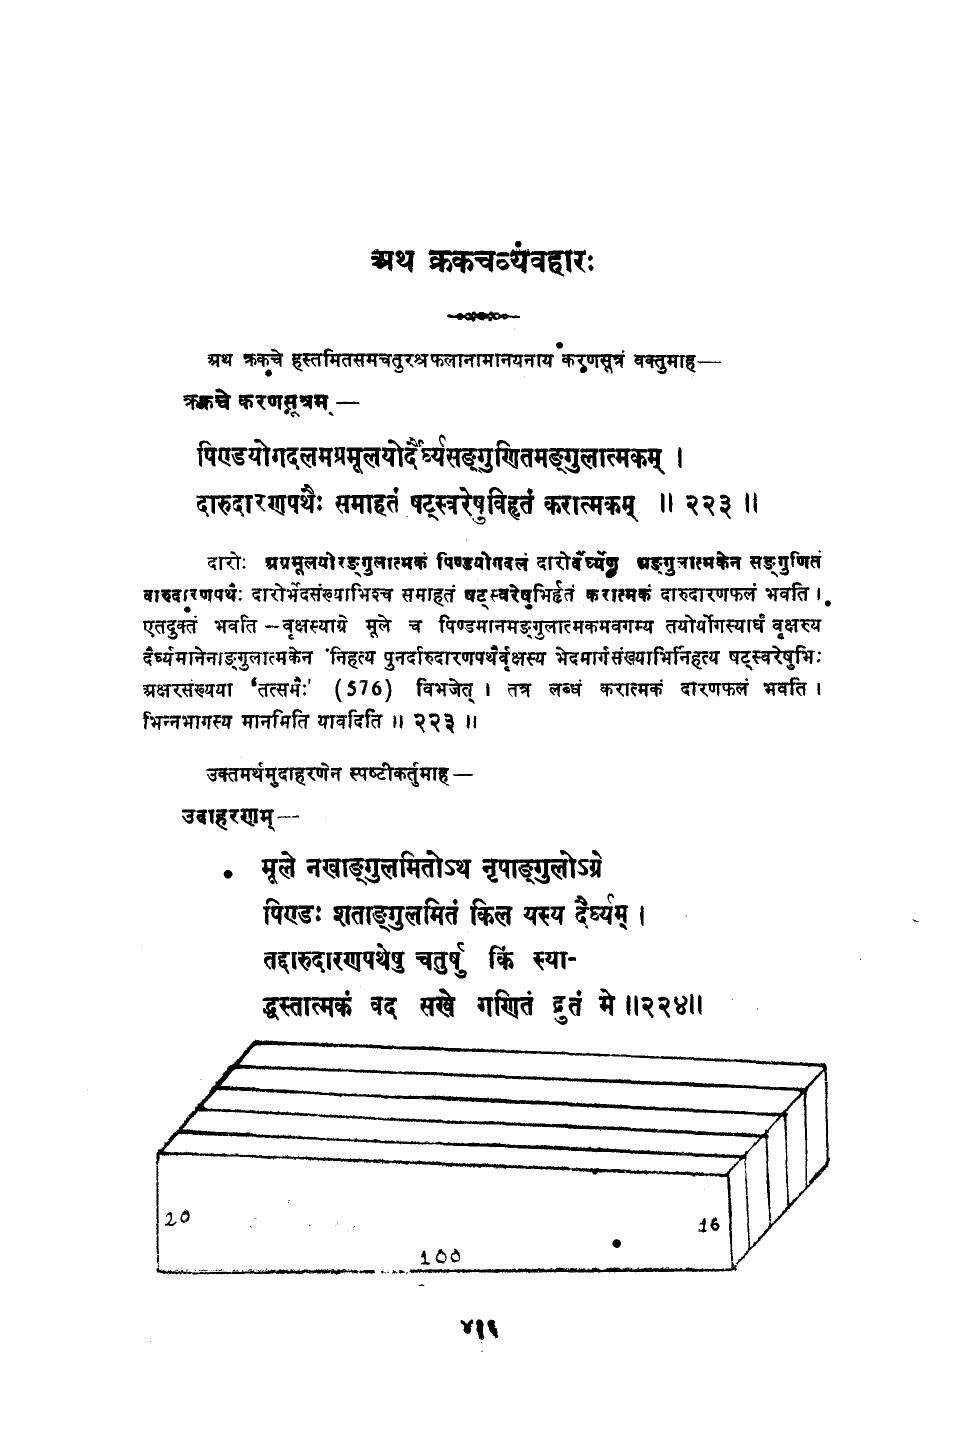 अथ क्रकचव्यवहारः
अथ क्रकचे हस्तमितसमचतुरश्रफलानामानयनाय करणसूत्रं वक्तुमाह—
क्रकचे करणसूत्रम्—
पिण्डयोगदलमग्रमूलयोर्दैर्घ्यसङ्गुणितमङ्गुलात्मकम् ।
दारुदारणपथैः समाहतं षट्स्वरेषुविहृतं करात्मकम् ॥ २२३ ॥
दारोः अग्रमूलयोरङ्गुलात्मकं पिण्डयोगदलं दारोर्दैर्घ्येण अङ्गुलात्मकेन सङ्गुणितं
दारुदारणपथैः दारोर्भेदसंख्याभिश्च समाहतं षट्स्वरेषुभिर्हृतं करात्मकं दारुदारणफलं भवति ।
एतदुक्तं भवति—वृक्षस्याग्रे मूले च पिण्डमानमङ्गुलात्मकमवगम्य तयोर्योगस्यार्धं वृक्षस्य
दैर्घ्यमानेनाङ्गुलात्मकेन निहत्य पुनर्दारुदारणपथैर्वृक्षस्य भेदमार्गसंख्याभिर्निहत्य षट्स्वरेषुभिः
अक्षरसंख्यया 'तत्समैः' (576) विभजेत् । तत्र लब्धं करात्मकं दारणफलं भवति ।
भिन्नभागस्य मानमिति यावदिति ॥ २२३ ॥
उक्तमर्थमुदाहरणेन स्पष्टीकर्तुमाह—
उदाहरणम्—
मूले नखाङ्गुलमितोऽथ नृपाङ्गुलोऽग्रे
पिण्डः शताङ्गुलमितं किल यस्य दैर्घ्यम् ।
तद्दारुदारणपथेषु चतुर्षु किं स्या-
द्धस्तात्मकं वद सखे गणितं द्रुतं मे ॥२२४॥
20
16
100
४१६